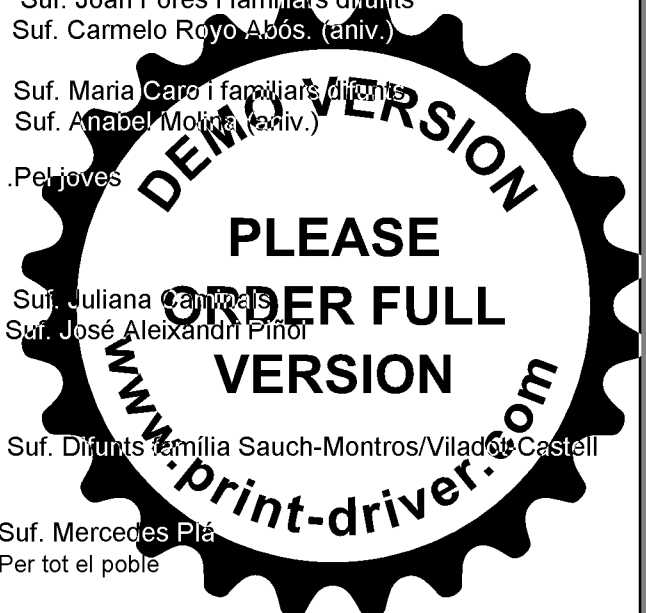 Suf. Joan Fores i familiars difunts
Suf. Carmelo Royo Abós. (aniv.)
Suf. Maria Caro i familiars difunts
Suf. Anabel Molina (aniv.)
.Pel joves
Suf. Juliana Caminals
Suf. José Aleixandri Piñol
Suf. Difunts família Sauch-Montros/Viladot-Castell
Suf. Mercedes Plá
Per tot el poble
DEMO VERSION
PLEASE
ORDER FULL
VERSION
www.print-driver.com